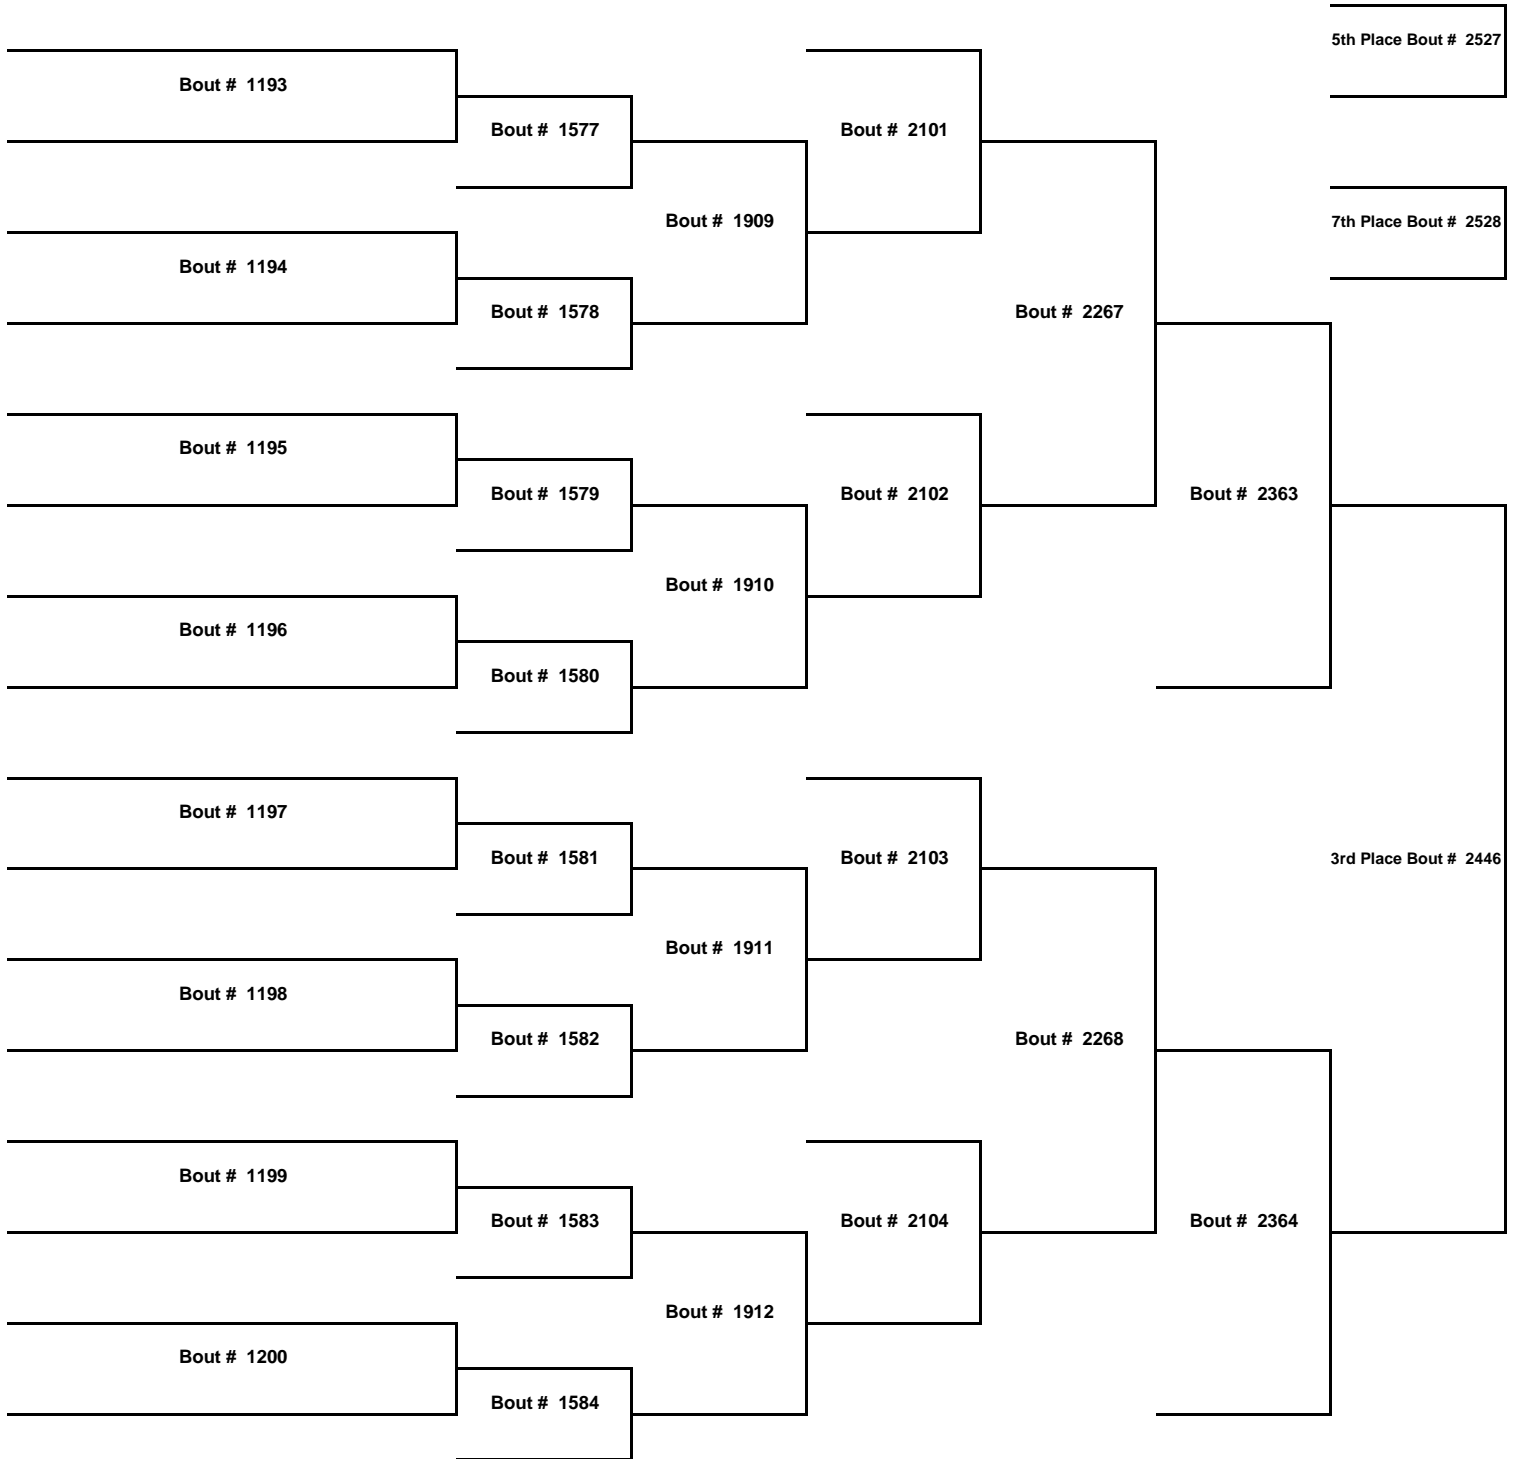 5th Place Bout #  2527
Bout #  1193
Bout #  1577
Bout #  2101
Bout #  1909
7th Place Bout #  2528
Bout #  1194
Bout #  1578
Bout #  2267
Bout #  1195
Bout #  1579
Bout #  2102
Bout #  2363
Bout #  1910
Bout #  1196
Bout #  1580
Bout #  1197
Bout #  1581
Bout #  2103
3rd Place Bout #  2446
Bout #  1911
Bout #  1198
Bout #  1582
Bout #  2268
Bout #  1199
Bout #  1583
Bout #  2104
Bout #  2364
Bout #  1912
Bout #  1200
Bout #  1584